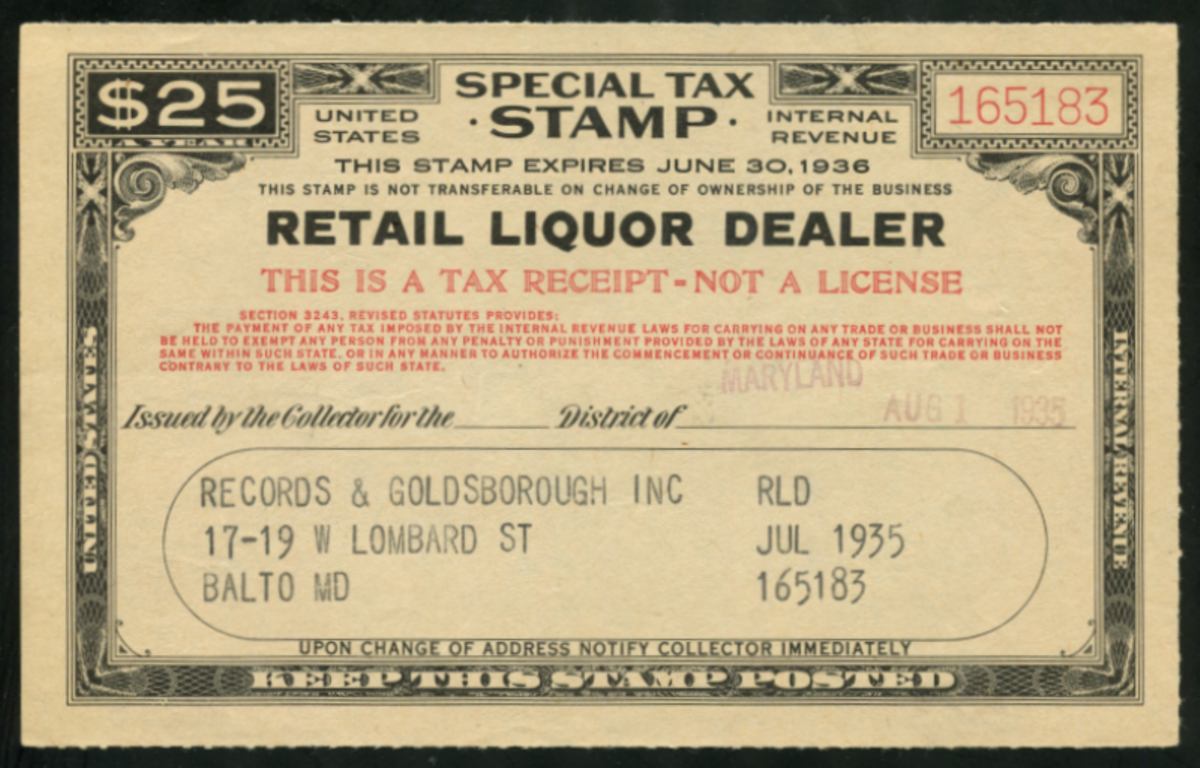 $25
A YEAR
UNITED STATES
SPECIAL TAX
· STAMP ·
INTERNAL REVENUE
165183
THIS STAMP EXPIRES JUNE 30, 1936
THIS STAMP IS NOT TRANSFERABLE ON CHANGE OF OWNERSHIP OF THE BUSINESS
RETAIL LIQUOR DEALER
THIS IS A TAX RECEIPT - NOT A LICENSE
SECTION 3243, REVISED STATUTES PROVIDES:
THE PAYMENT OF ANY TAX IMPOSED BY THE INTERNAL REVENUE LAWS FOR CARRYING ON ANY TRADE OR BUSINESS SHALL NOT
BE HELD TO EXEMPT ANY PERSON FROM ANY PENALTY OR PUNISHMENT PROVIDED BY THE LAWS OF ANY STATE FOR CARRYING ON THE
SAME WITHIN SUCH STATE, OR IN ANY MANNER TO AUTHORIZE THE COMMENCEMENT OR CONTINUANCE OF SUCH TRADE OR BUSINESS
CONTRARY TO THE LAWS OF SUCH STATE.
MARYLAND
Issued by the Collector for the District of AUG 1 1935
RECORDS & GOLDSBOROUGH INC RLD
17-19 W LOMBARD ST JUL 1935
BALTO MD 165183
UPON CHANGE OF ADDRESS NOTIFY COLLECTOR IMMEDIATELY
KEEP THIS STAMP POSTED
UNITED STATES
INTERNAL REVENUE